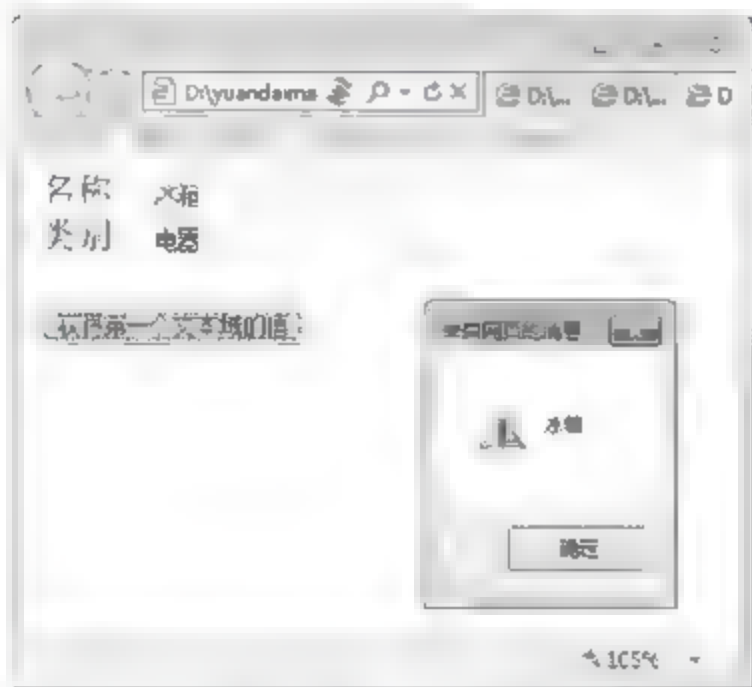 D:\yuandaima
D:\... D:\... D
名称 冰箱
类别 电器
获得第一个文本域的值
来自网页的消息
冰箱
确定
105%